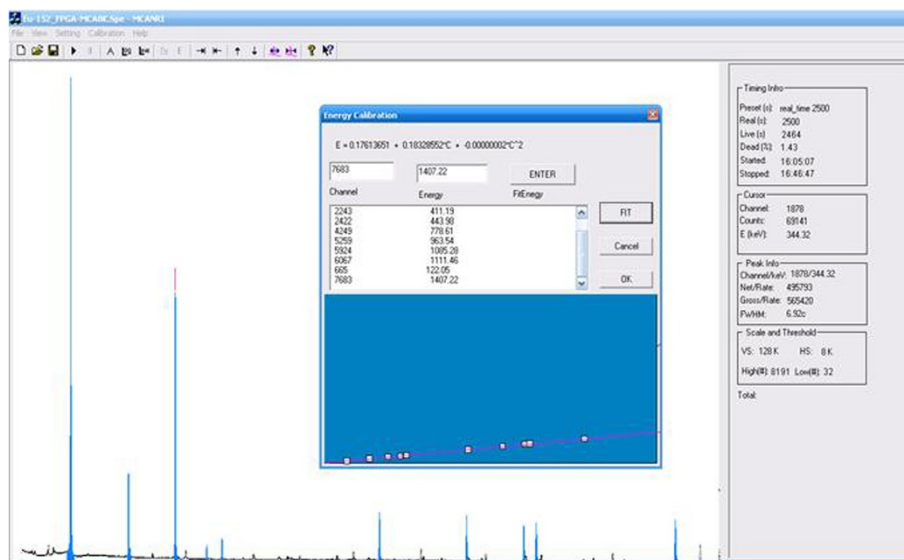 Eu-152_FPGA-MCA8K.Spe - MCANKI
File View Setting Calibration Help
Energy Calibration
E = 0.17613651 + 0.18328552*C + -0.00000002*C^2
7683 1407.22 ENTER
Channel Energy FitEnegy
2243 411.19
2422 443.98
4249 778.61
5259 963.54
5924 1085.28
6067 1111.46
665 122.05
7683 1407.22
FIT
Cancel
OK
Timing Info
Preset (s): real_time 2500
Real (s): 2500
Live (s) 2464
Dead (%): 1.43
Started: 16:05:07
Stopped: 16:46:47
Cursor
Channel: 1878
Counts: 69141
E (keV): 344.32
Peak Info
Channel/keV: 1878/344.32
Net/Rate: 495793
Gross/Rate: 565420
FWHM: 6.92c
Scale and Threshold
VS: 128 K HS: 8 K
High(#): 8191 Low(#): 32
Total: